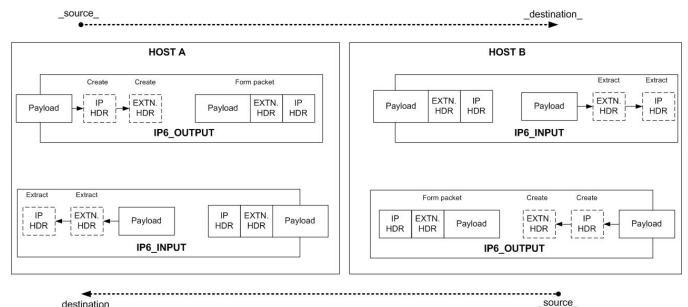 _source_
_destination_
HOST A
HOST B
Create
Create
Form packet
Payload
IP
HDR
EXTN.
HDR
Payload
EXTN.
HDR
IP
HDR
IP6_OUTPUT
Extract
Extract
Payload
EXTN.
HDR
IP
HDR
Payload
EXTN.
HDR
IP
HDR
IP6_INPUT
Extract
Extract
IP
HDR
EXTN.
HDR
Payload
IP
HDR
EXTN.
HDR
Payload
IP6_INPUT
Form packet
Create
Create
IP
HDR
EXTN.
HDR
Payload
EXTN.
HDR
IP
HDR
Payload
IP6_OUTPUT
_destination_
_source_